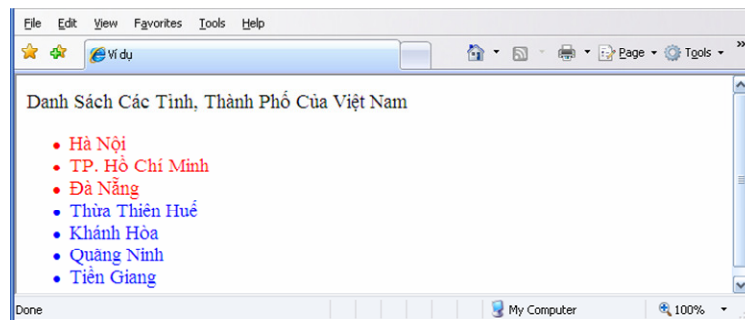 File Edit View Favorites Tools Help
Ví dụ Page Tools »
Danh Sách Các Tỉnh, Thành Phố Của Việt Nam
• Hà Nội
• TP. Hồ Chí Minh
• Đà Nẵng
• Thừa Thiên Huế
• Khánh Hòa
• Quãng Ninh
• Tiền Giang
Done My Computer 100%